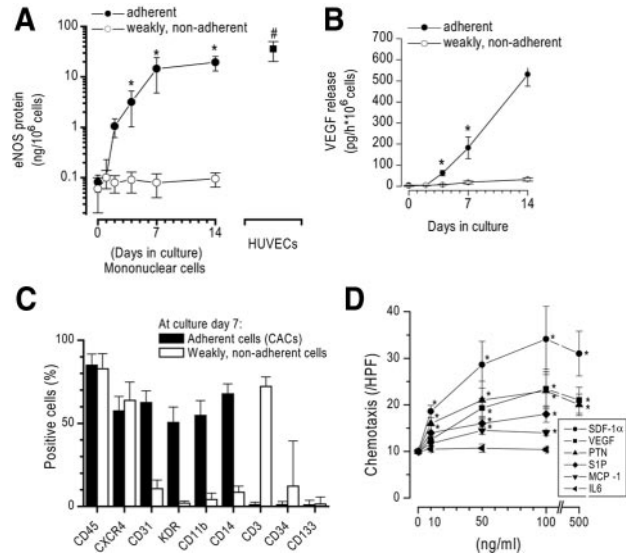 A
adherent
weakly, non-adherent
eNOS protein
(ng/10⁶ cells)
100
10
1
0.1
*
*
*
#
0
7
14
(Days in culture)
Mononuclear cells
HUVECs
B
adherent
weakly, non-adherent
VEGF release
(pg/h*10⁶ cells)
700
600
500
400
300
200
100
0
*
*
0
7
14
Days in culture
C
At culture day 7:
Adherent cells (CACs)
Weakly, non-adherent cells
Positive cells (%)
100
50
0
CD45
CXCR4
CD31
KDR
CD11b
CD14
CD3
CD34
CD133
D
Chemotaxis (/HPF)
40
30
20
10
0
0
10
50
100
500
(ng/ml)
SDF-1α
VEGF
PTN
S1P
MCP -1
IL6